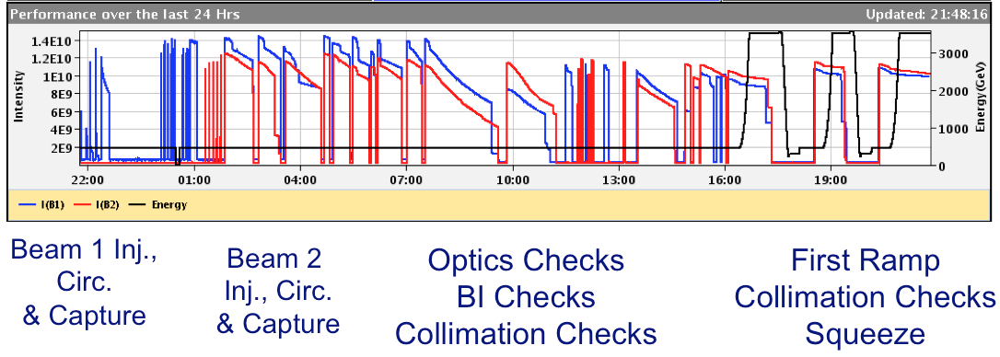 Performance over the last 24 Hrs Updated: 21:48:16
1.4E10
1.2E10
1E10
8E9
6E9
4E9
2E9
Intensity
3000
2000
1000
0
Energy(GeV)
22:00 01:00 04:00 07:00 10:00 13:00 16:00 19:00
I(B1) I(B2) Energy
Beam 1 Inj.,
Circ.
& Capture
Beam 2
Inj., Circ.
& Capture
Optics Checks
BI Checks
Collimation Checks
First Ramp
Collimation Checks
Squeeze